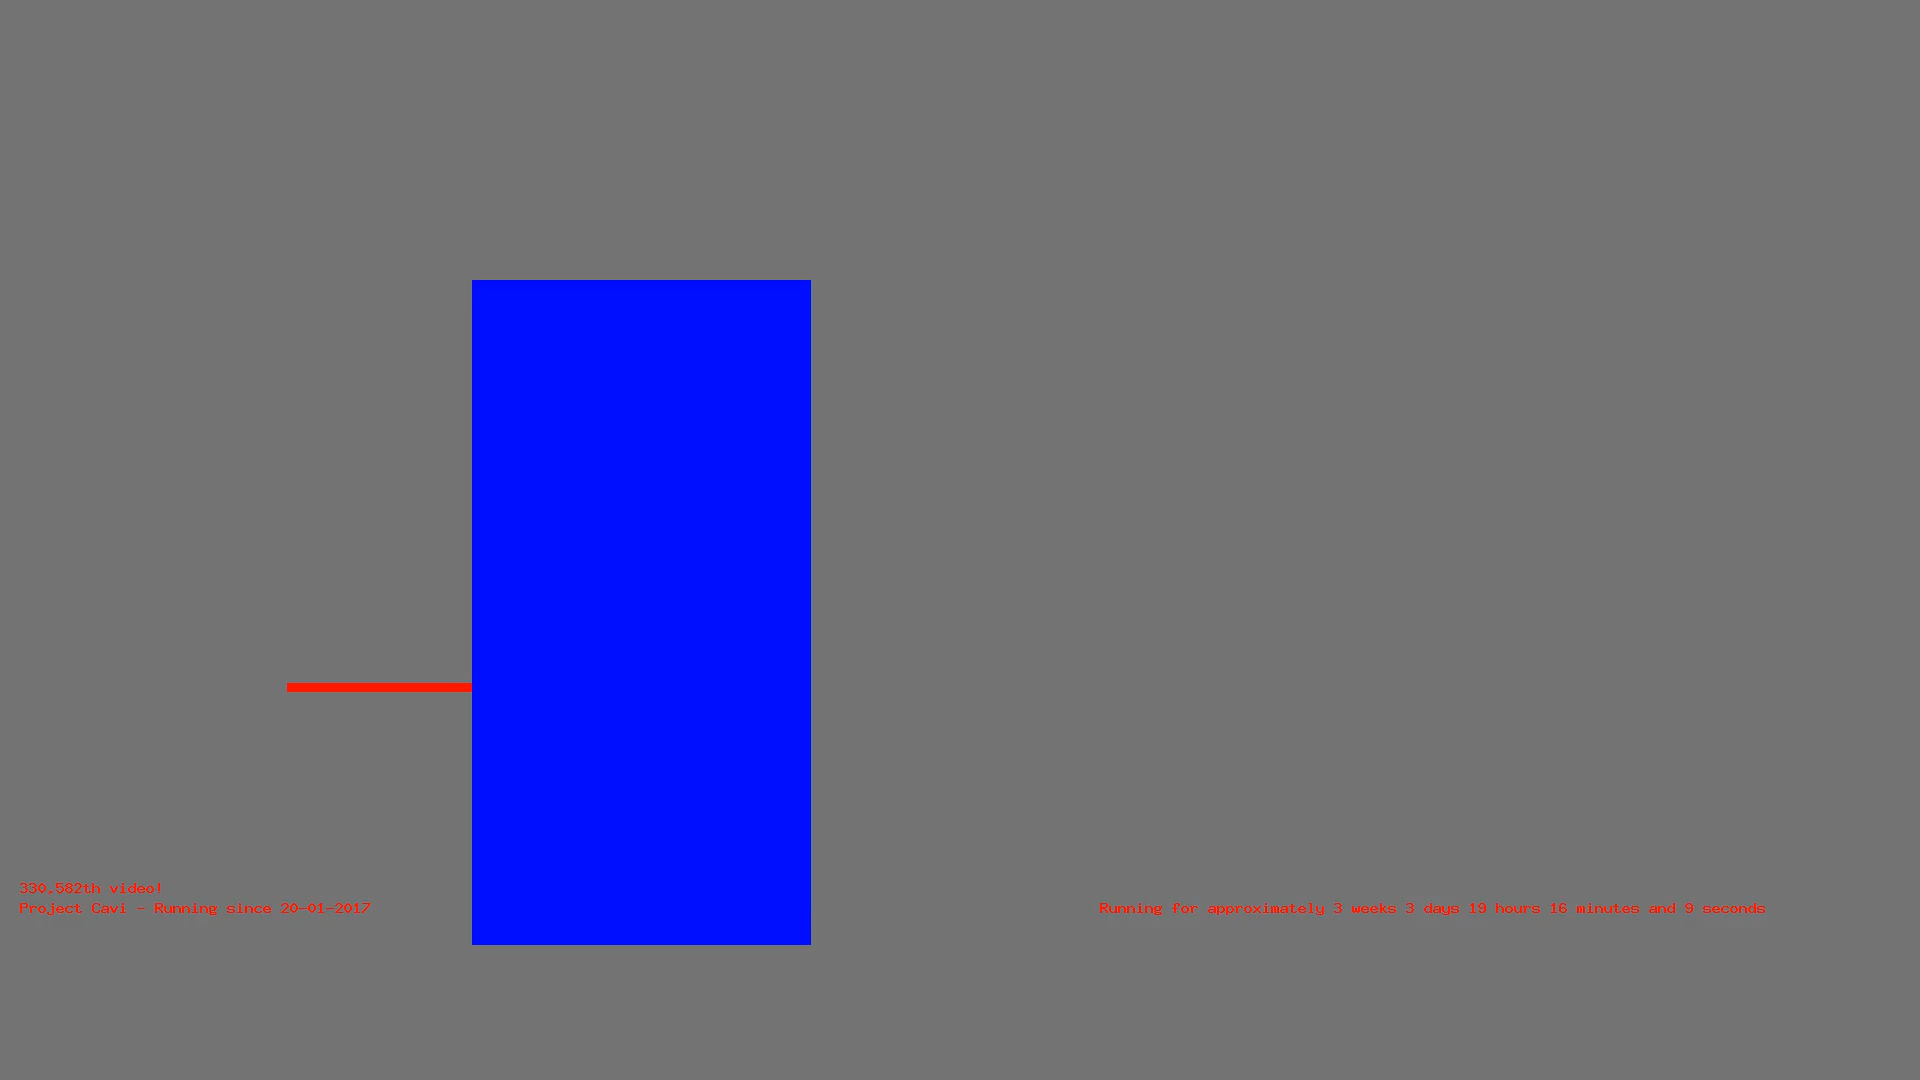 330,582th video!
Project Cavi - Running since 20-01-2017
Running for approximately 3 weeks 3 days 19 hours 16 minutes and 9 seconds